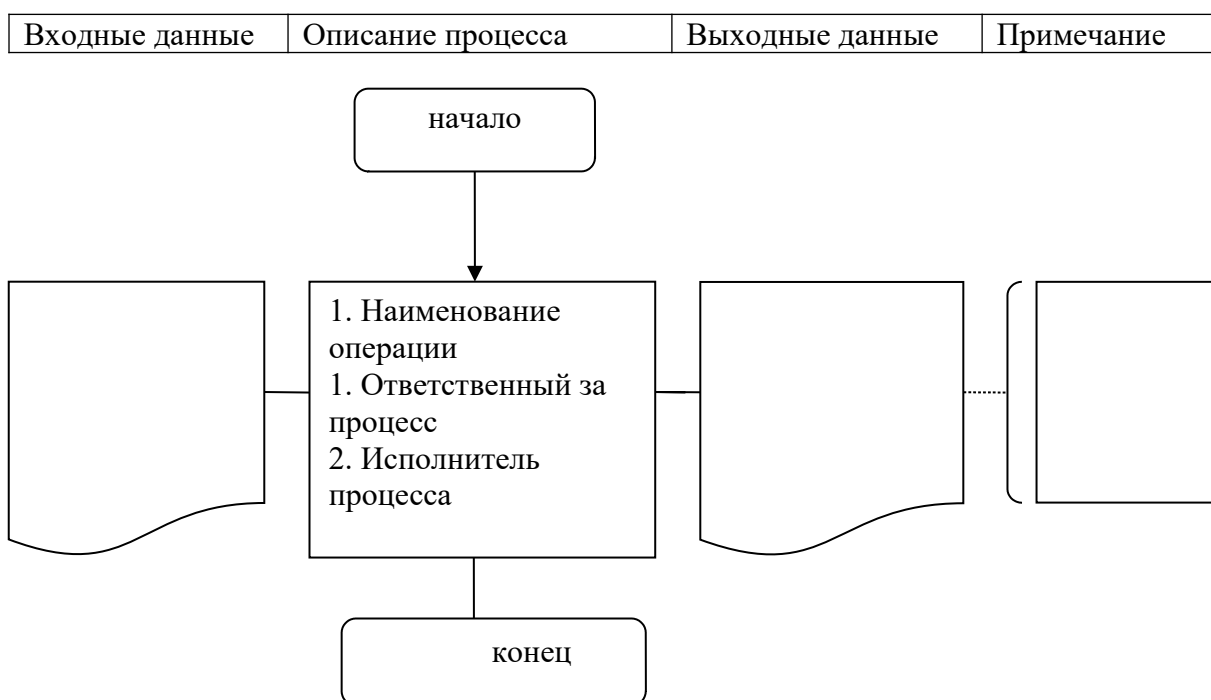 Входные данные
Описание процесса
Выходные данные
Примечание
начало
1. Наименование
операции
1. Ответственный за
процесс
2. Исполнитель
процесса
конец